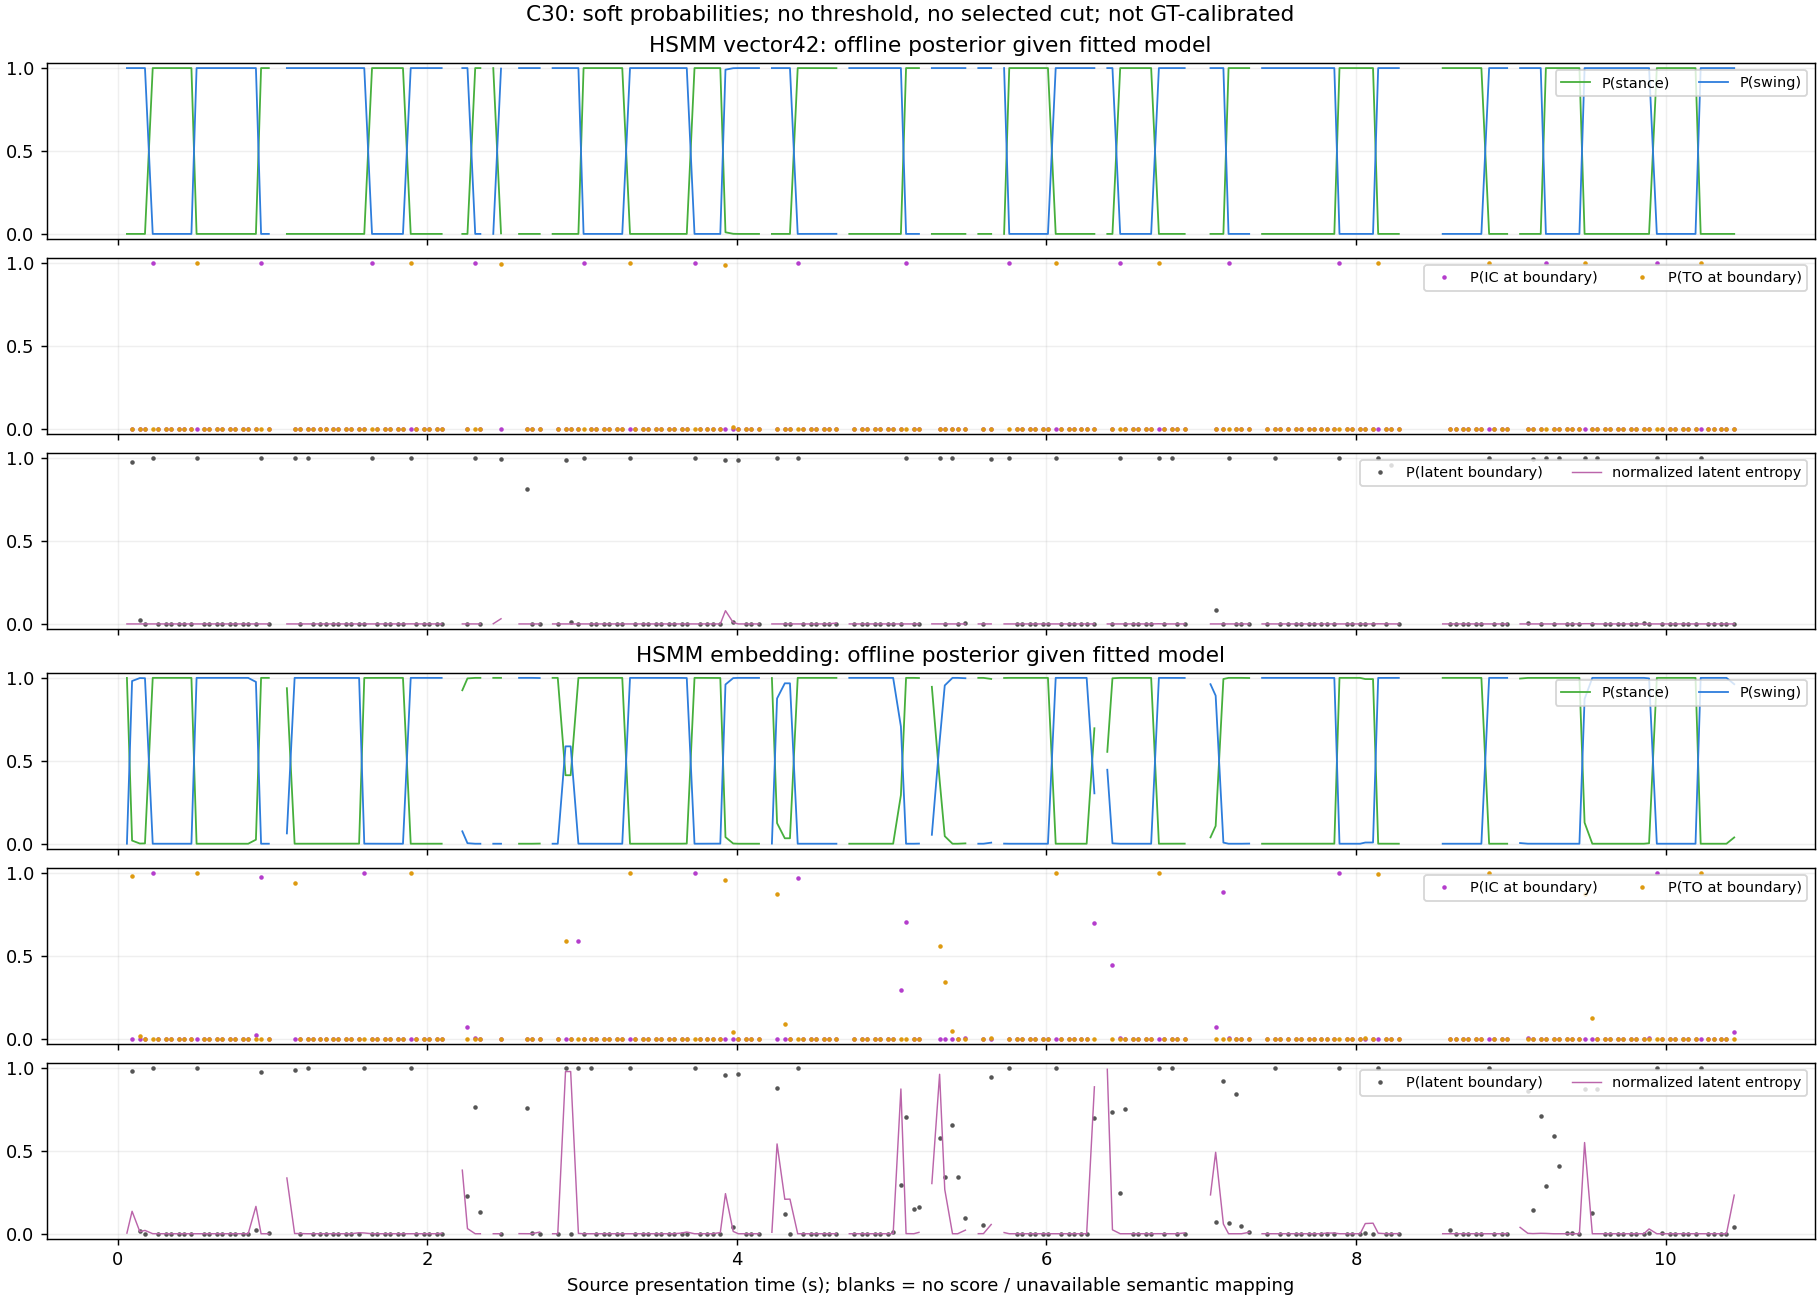 C30: soft probabilities; no threshold, no selected cut; not GT-calibrated
HSMM vector42: offline posterior given fitted model
1.0
0.5
0.0
P(stance)
P(swing)
1.0
0.5
0.0
P(IC at boundary)
P(TO at boundary)
1.0
0.5
0.0
P(latent boundary)
normalized latent entropy
HSMM embedding: offline posterior given fitted model
1.0
0.5
0.0
P(stance)
P(swing)
1.0
0.5
0.0
P(IC at boundary)
P(TO at boundary)
1.0
0.5
0.0
P(latent boundary)
normalized latent entropy
0 2 4 6 8 10
Source presentation time (s); blanks = no score / unavailable semantic mapping